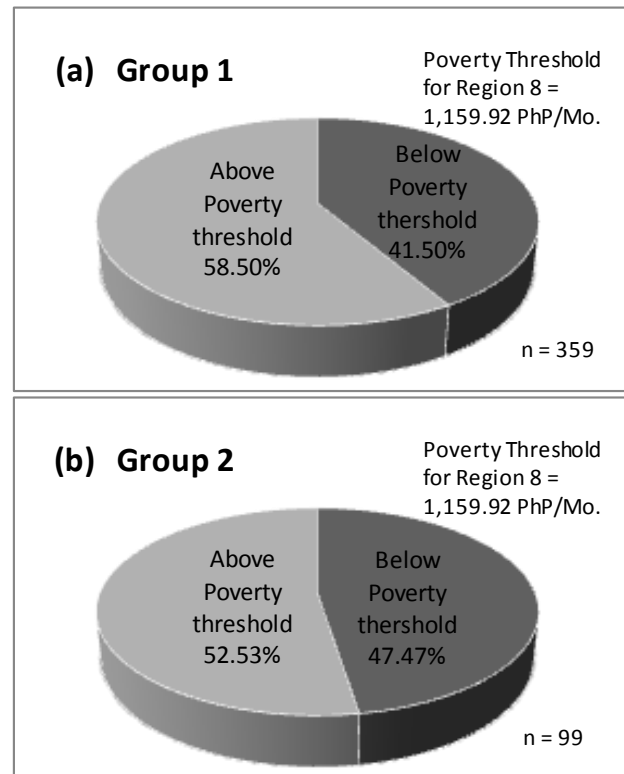 (a) Group 1
Poverty Threshold
for Region 8 =
1,159.92 PhP/Mo.
Above
Poverty
threshold
58.50%
Below
Poverty
thershold
41.50%
n = 359
(b) Group 2
Poverty Threshold
for Region 8 =
1,159.92 PhP/Mo.
Above
Poverty
threshold
52.53%
Below
Poverty
thershold
47.47%
n = 99